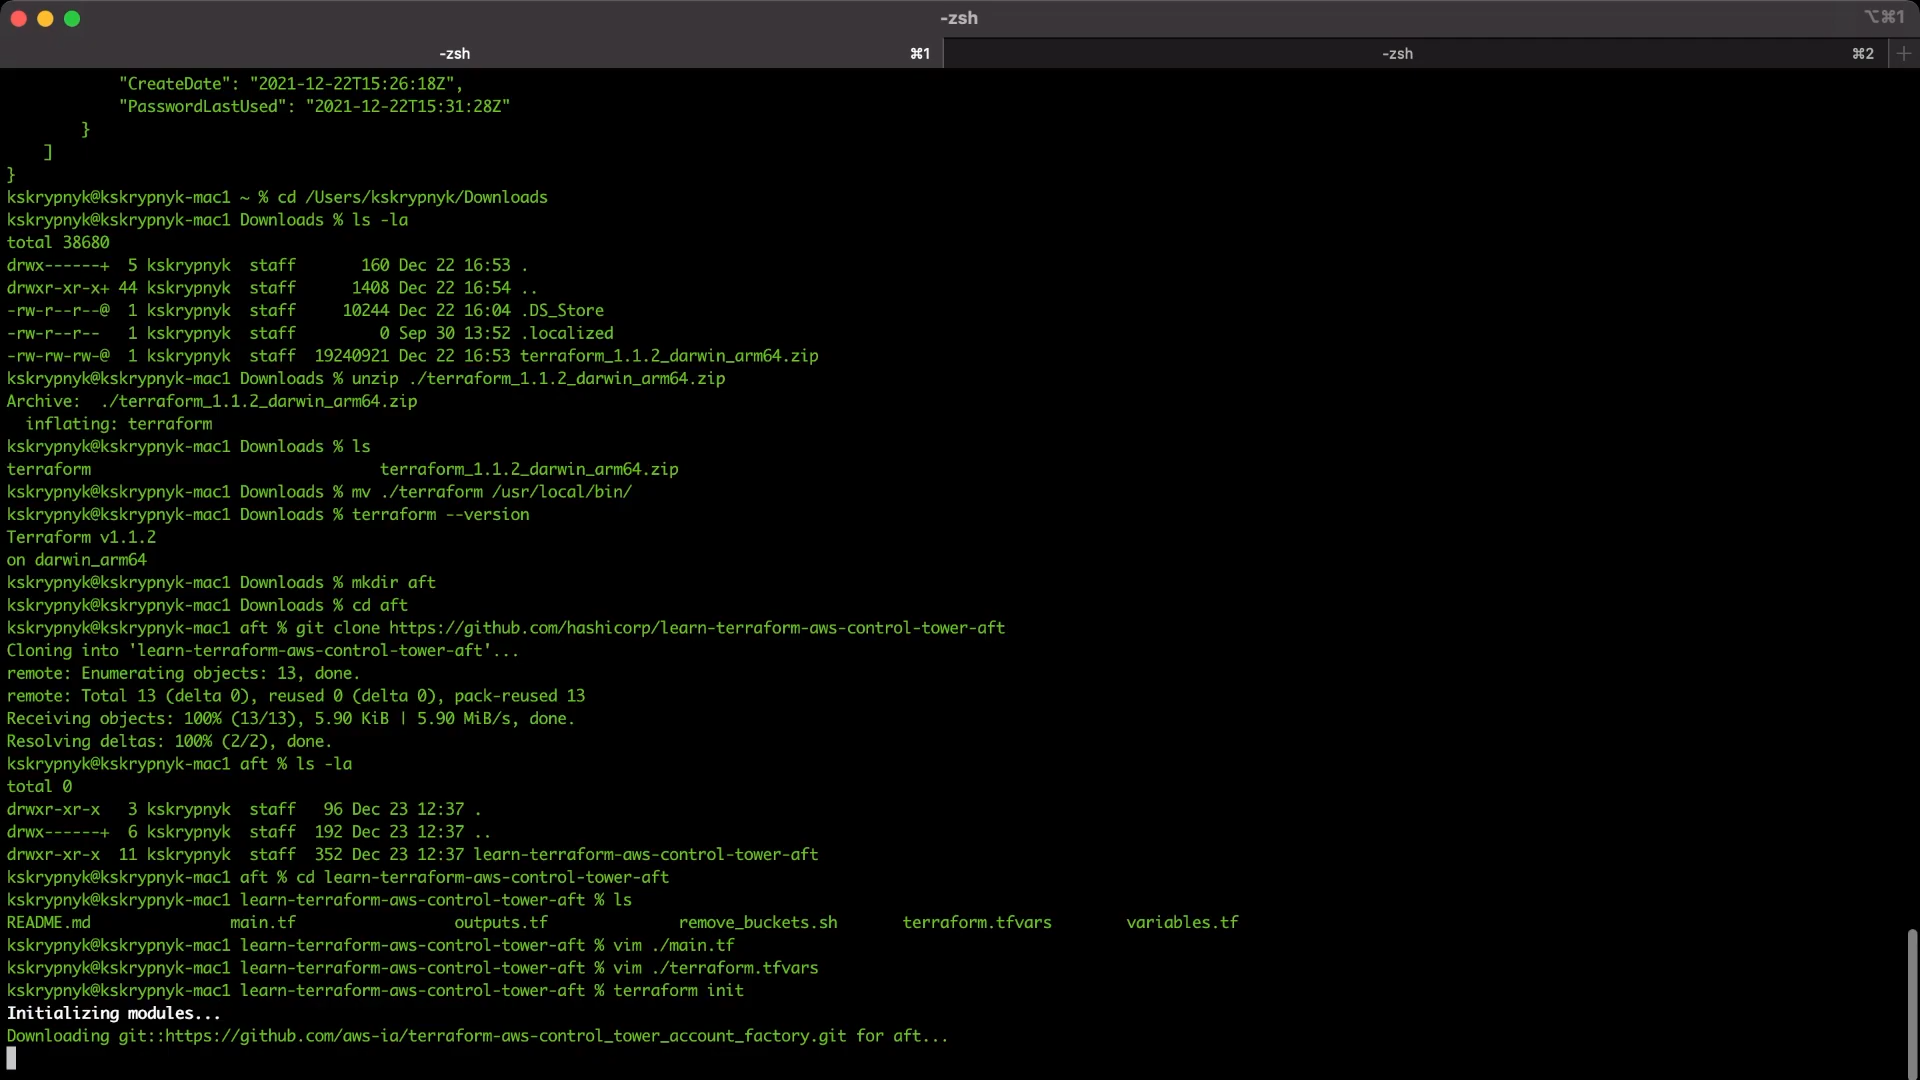 -zsh
⌥⌘1
-zsh ⌘1 -zsh ⌘2 +
"CreateDate": "2021-12-22T15:26:18Z",
"PasswordLastUsed": "2021-12-22T15:31:28Z"
}
]
}
kskrypnyk@kskrypnyk-mac1 ~ % cd /Users/kskrypnyk/Downloads
kskrypnyk@kskrypnyk-mac1 Downloads % ls -la
total 38680
drwx------+  5 kskrypnyk  staff       160 Dec 22 16:53 .
drwxr-xr-x+ 44 kskrypnyk  staff      1408 Dec 22 16:54 ..
-rw-r--r--@  1 kskrypnyk  staff     10244 Dec 22 16:04 .DS_Store
-rw-r--r--   1 kskrypnyk  staff         0 Sep 30 13:52 .localized
-rw-rw-rw-@  1 kskrypnyk  staff  19240921 Dec 22 16:53 terraform_1.1.2_darwin_arm64.zip
kskrypnyk@kskrypnyk-mac1 Downloads % unzip ./terraform_1.1.2_darwin_arm64.zip
Archive:  ./terraform_1.1.2_darwin_arm64.zip
  inflating: terraform
kskrypnyk@kskrypnyk-mac1 Downloads % ls
terraform                               terraform_1.1.2_darwin_arm64.zip
kskrypnyk@kskrypnyk-mac1 Downloads % mv ./terraform /usr/local/bin/
kskrypnyk@kskrypnyk-mac1 Downloads % terraform --version
Terraform v1.1.2
on darwin_arm64
kskrypnyk@kskrypnyk-mac1 Downloads % mkdir aft
kskrypnyk@kskrypnyk-mac1 Downloads % cd aft
kskrypnyk@kskrypnyk-mac1 aft % git clone https://github.com/hashicorp/learn-terraform-aws-control-tower-aft
Cloning into 'learn-terraform-aws-control-tower-aft'...
remote: Enumerating objects: 13, done.
remote: Total 13 (delta 0), reused 0 (delta 0), pack-reused 13
Receiving objects: 100% (13/13), 5.90 KiB | 5.90 MiB/s, done.
Resolving deltas: 100% (2/2), done.
kskrypnyk@kskrypnyk-mac1 aft % ls -la
total 0
drwxr-xr-x   3 kskrypnyk  staff   96 Dec 23 12:37 .
drwx------+  6 kskrypnyk  staff  192 Dec 23 12:37 ..
drwxr-xr-x  11 kskrypnyk  staff  352 Dec 23 12:37 learn-terraform-aws-control-tower-aft
kskrypnyk@kskrypnyk-mac1 aft % cd learn-terraform-aws-control-tower-aft
kskrypnyk@kskrypnyk-mac1 learn-terraform-aws-control-tower-aft % ls
README.md               main.tf                 outputs.tf              remove_buckets.sh       terraform.tfvars        variables.tf
kskrypnyk@kskrypnyk-mac1 learn-terraform-aws-control-tower-aft % vim ./main.tf
kskrypnyk@kskrypnyk-mac1 learn-terraform-aws-control-tower-aft % vim ./terraform.tfvars
kskrypnyk@kskrypnyk-mac1 learn-terraform-aws-control-tower-aft % terraform init
Initializing modules...
Downloading git::https://github.com/aws-ia/terraform-aws-control_tower_account_factory.git for aft...